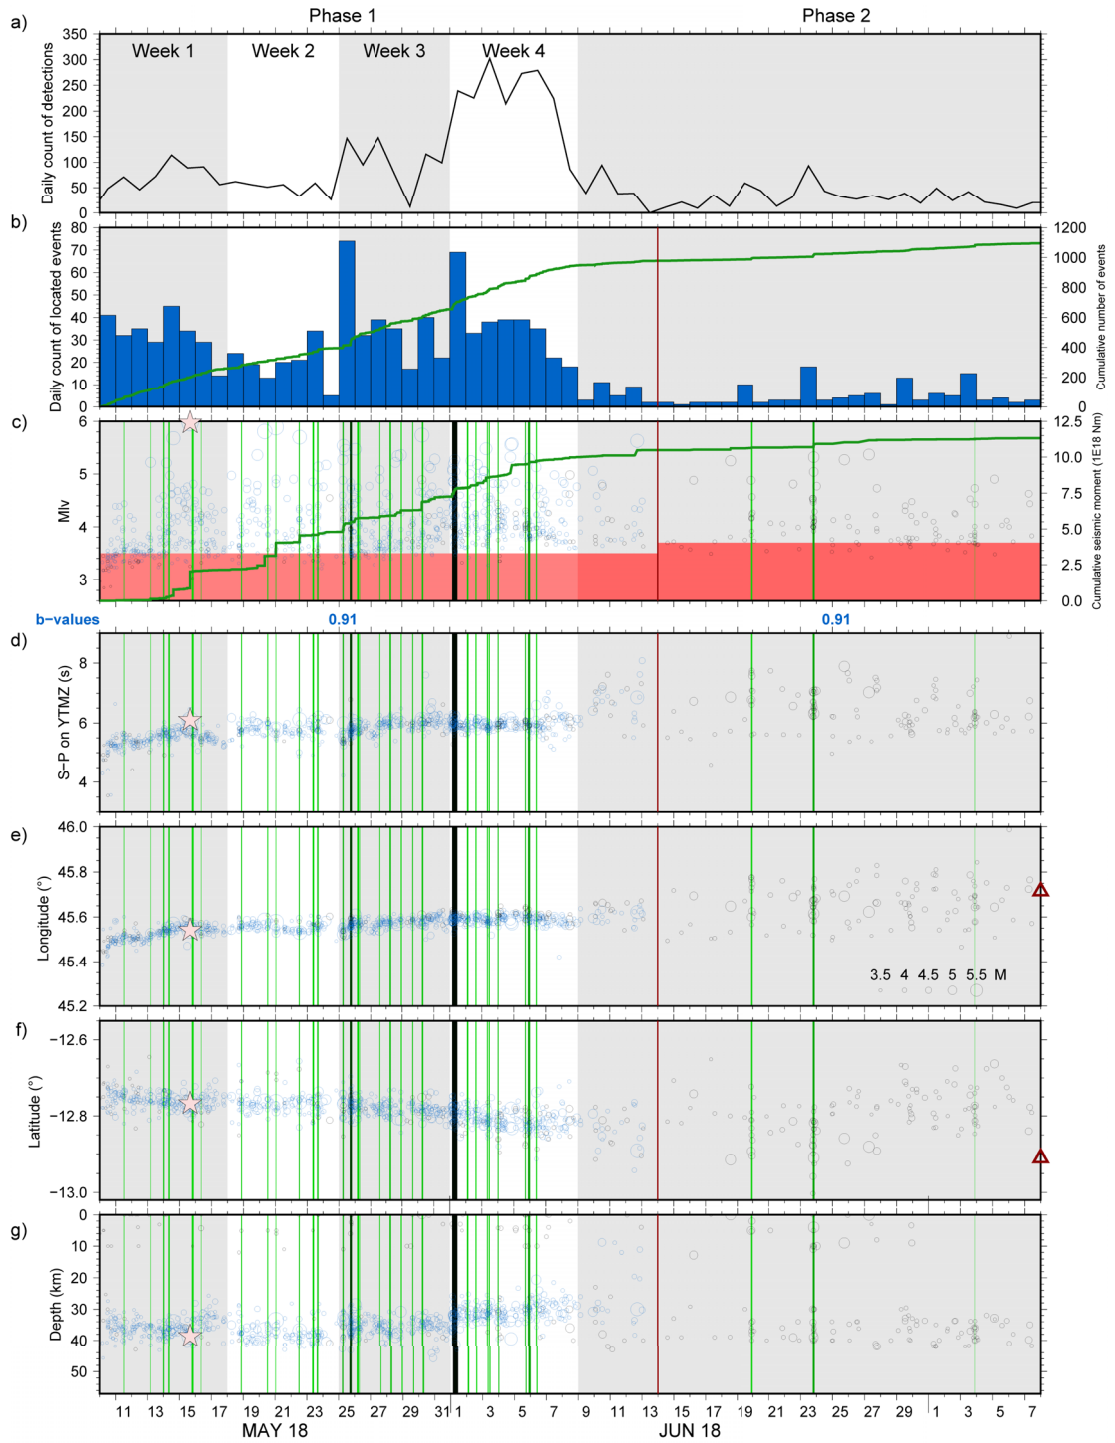 Phase 1 Phase 2
a)
Week 1 Week 2 Week 3 Week 4
Daily count of detections
350
300
250
200
150
100
50
0
b)
Daily count of located events
80
70
60
50
40
30
20
10
0
1200
1000
800
600
400
200
0
Cumulative number of events
c)
Mlv
6
5
4
3
12.5
10.0
7.5
5.0
2.5
0.0
Cumulative seismic moment (1E18 Nm)
b−values 0.91 0.91
d)
S-P on YTMZ (s)
8
6
4
e)
Longitude (°)
46.0
45.8
45.6
45.4
45.2
3.5 4 4.5 5 5.5 M
f)
Latitude (°)
−12.6
−12.8
−13.0
g)
Depth (km)
0
10
20
30
40
50
11 13 15 17 19 21 23 25 27 29 31 1 3 5 7 9 11 13 15 17 19 21 23 25 27 29 1 3 5 7
MAY 18 JUN 18